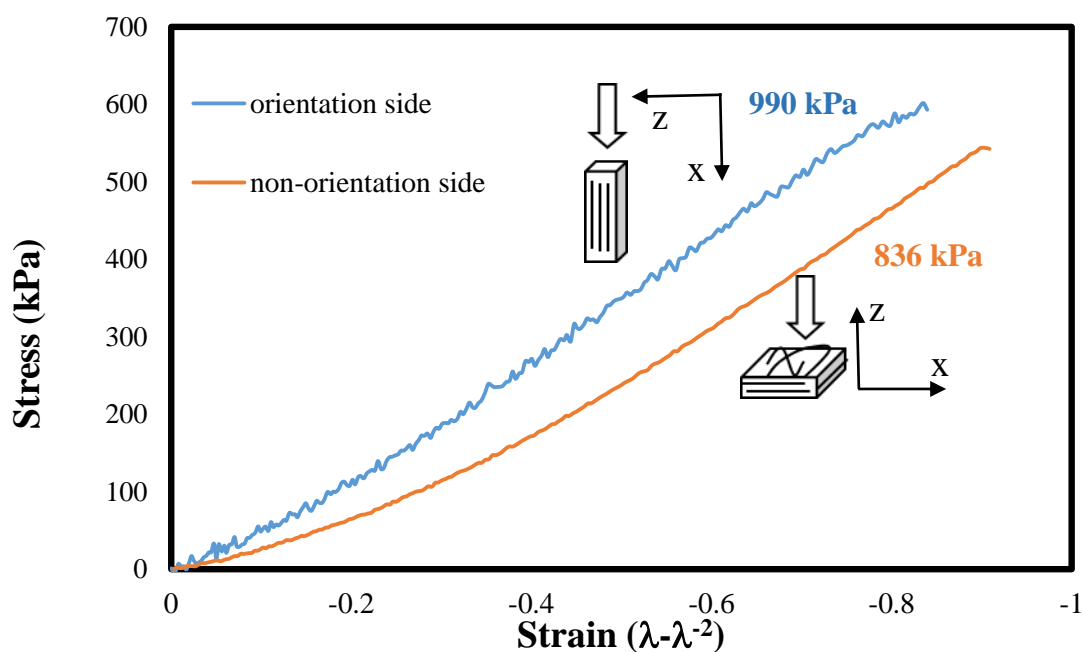 700
600
500
400
300
200
100
0
Stress (kPa)
orientation side
non-orientation side
z
x
990 kPa
836 kPa
z
x
0
-0.2
-0.4
-0.6
-0.8
-1
Strain (λ-λ⁻²)